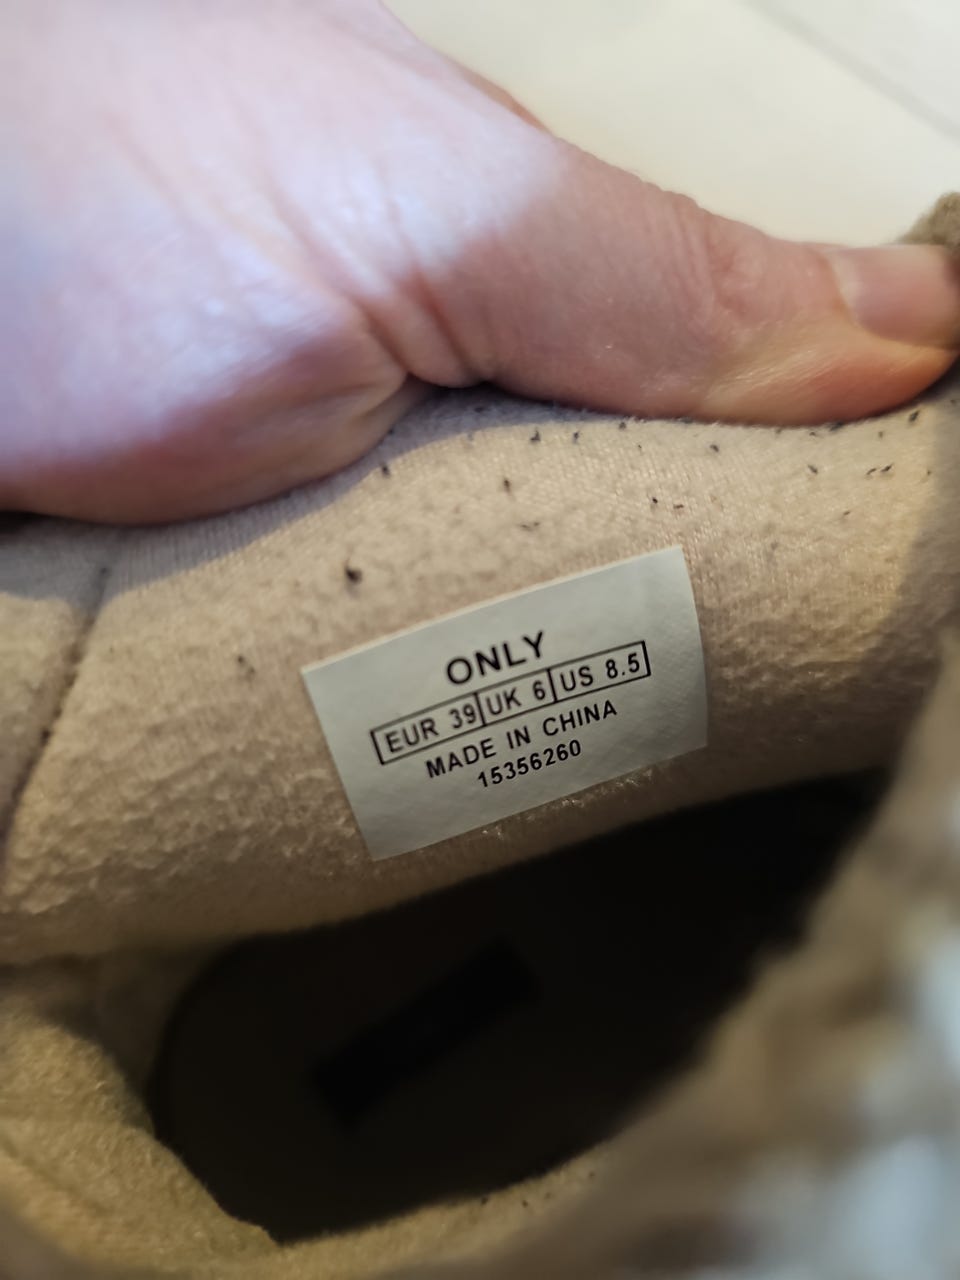 ONLY
EUR 39 UK 6 US 8.5
MADE IN CHINA
15356260